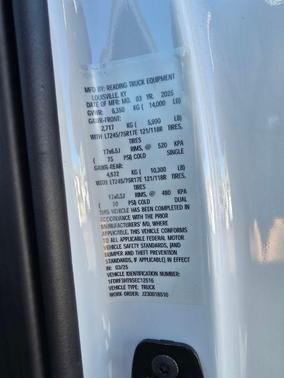 MFD. BY: READING TRUCK EQUIPMENT
LOUISVILLE, KY
DATE OF MFD. MO. 03 YR. 2025
GVWR: 6,350 KG ( 14,000 LB)
GAWR-FRONT:
2,717 KG ( 5,990 LB)
WITH LT245/75R17E 121/118R TIRES,
17x6.5J RIMS, @ 520 KPA
( 75 PSI) COLD SINGLE
GAWR-REAR:
4,672 KG ( 10,300 LB)
WITH LT245/75R17E 121/118R TIRES,
17x6.5J RIMS, @ 480 KPA
( 70 PSI) COLD DUAL
THIS VEHICLE HAS BEEN COMPLETED
IN ACCORDANCE WITH THE PRIOR
MANUFACTURERS' IVD, WHERE
APPLICABLE. THIS VEHICLE CONFORMS
TO ALL APPLICABLE FEDERAL MOTOR
VEHICLE SAFETY STANDARDS, [AND
BUMPER AND THEFT PREVENTION
STANDARDS, IF APPLICABLE] IN EFFECT
IN: 03/25
VEHICLE IDENTIFICATION NUMBER:
VEHICLE TYPE: TRUCK
WORK ORDER: J230018510